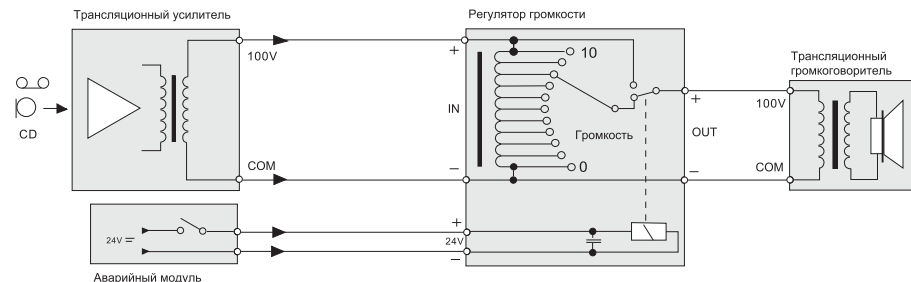 Трансляционный усилитель
Регулятор громкости
Трансляционный
громкоговоритель
CD
100V
COM
+
IN
–
10
Громкость
0
+
OUT
–
100V
COM
24V
+
24V
–
Аварийный модуль